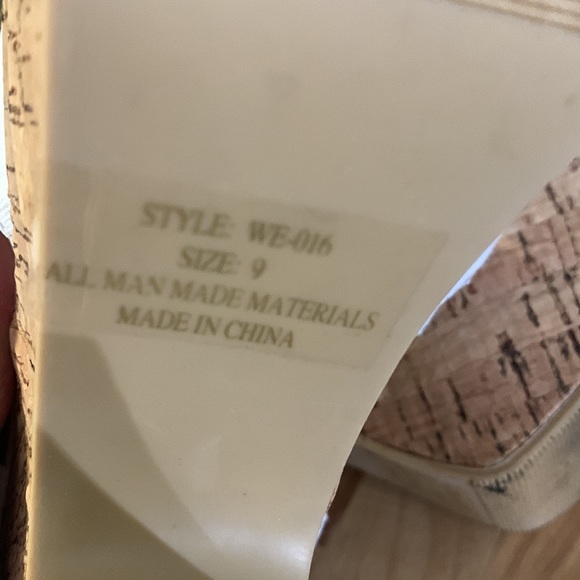 STYLE: WE-016
SIZE: 9
ALL MAN MADE MATERIALS
MADE IN CHINA